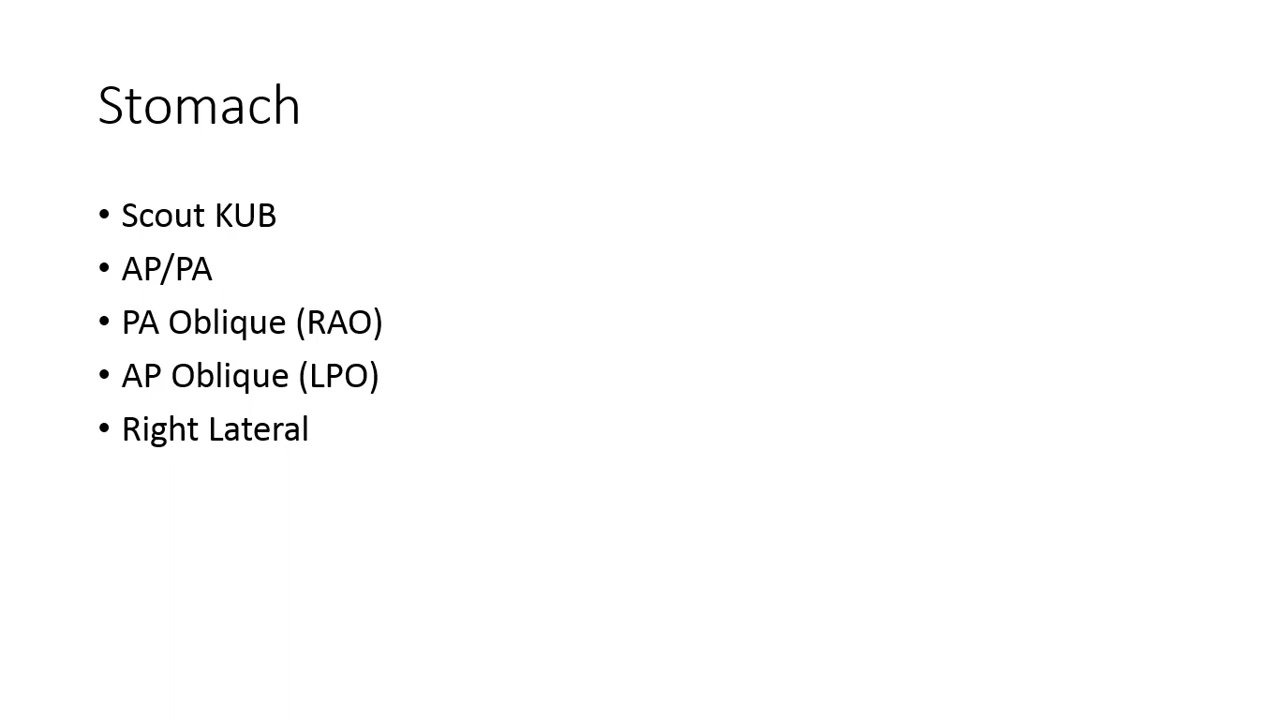 Stomach
• Scout KUB
• AP/PA
• PA Oblique (RAO)
• AP Oblique (LPO)
• Right Lateral